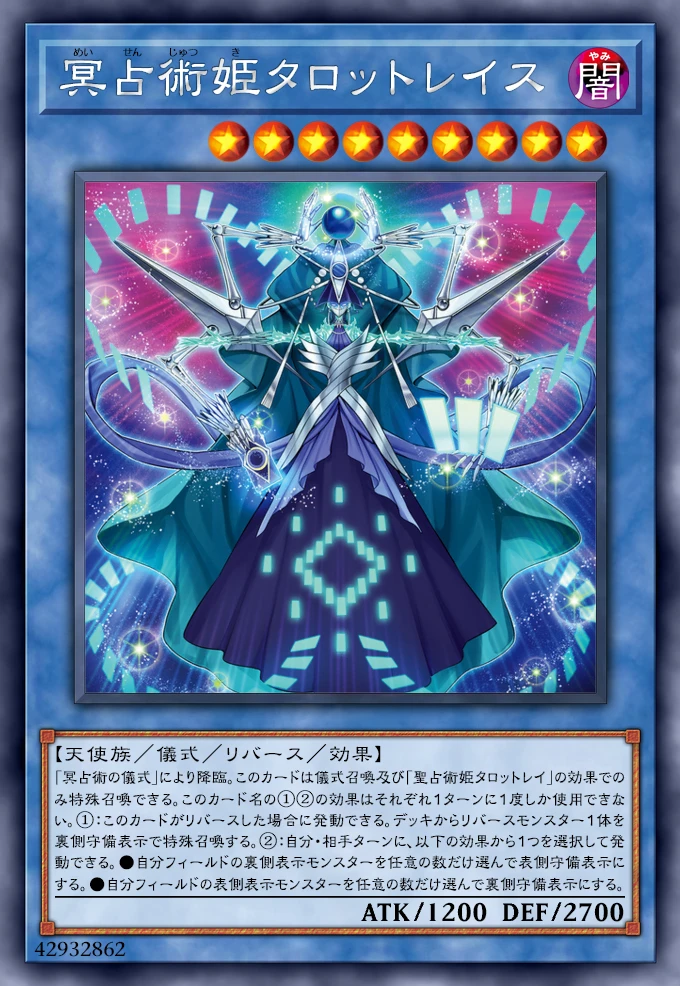 めい せん じゅつ き
冥占術姫タロットレイス
やみ
闇
【天使族／儀式／リバース／効果】
「冥占術の儀式」により降臨。このカードは儀式召喚及び「聖占術姫タロットレイ」の効果での
み特殊召喚できる。このカード名の①②の効果はそれぞれ1ターンに1度しか使用できな
い。①：このカードがリバースした場合に発動できる。デッキからリバースモンスター1体を
裏側守備表示で特殊召喚する。②：自分・相手ターンに、以下の効果から1つを選択して発
動できる。●自分フィールドの裏側表示モンスターを任意の数だけ選んで表側守備表示に
する。●自分フィールドの表側表示モンスターを任意の数だけ選んで裏側守備表示にする。
ATK/1200 DEF/2700
42932862